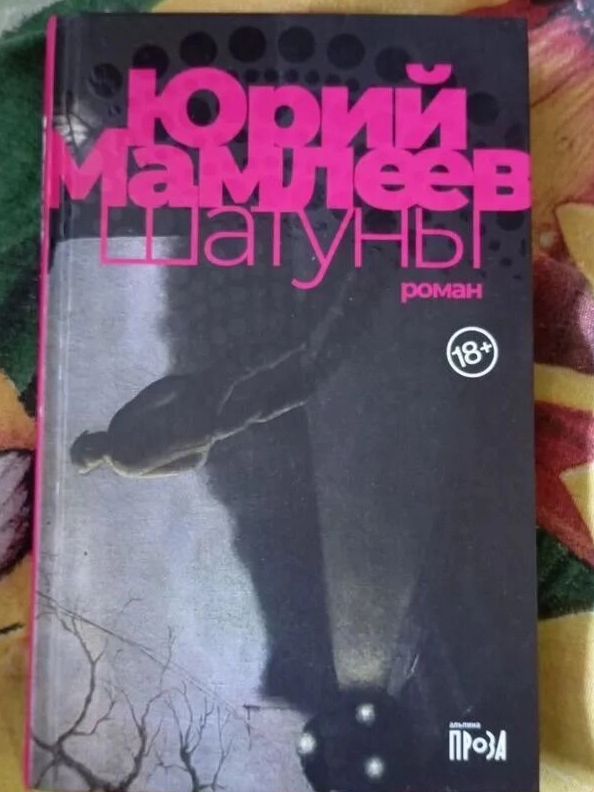 Юрий
Мамлеев
Шатуны
роман
18+
альпина
ПРОЗА